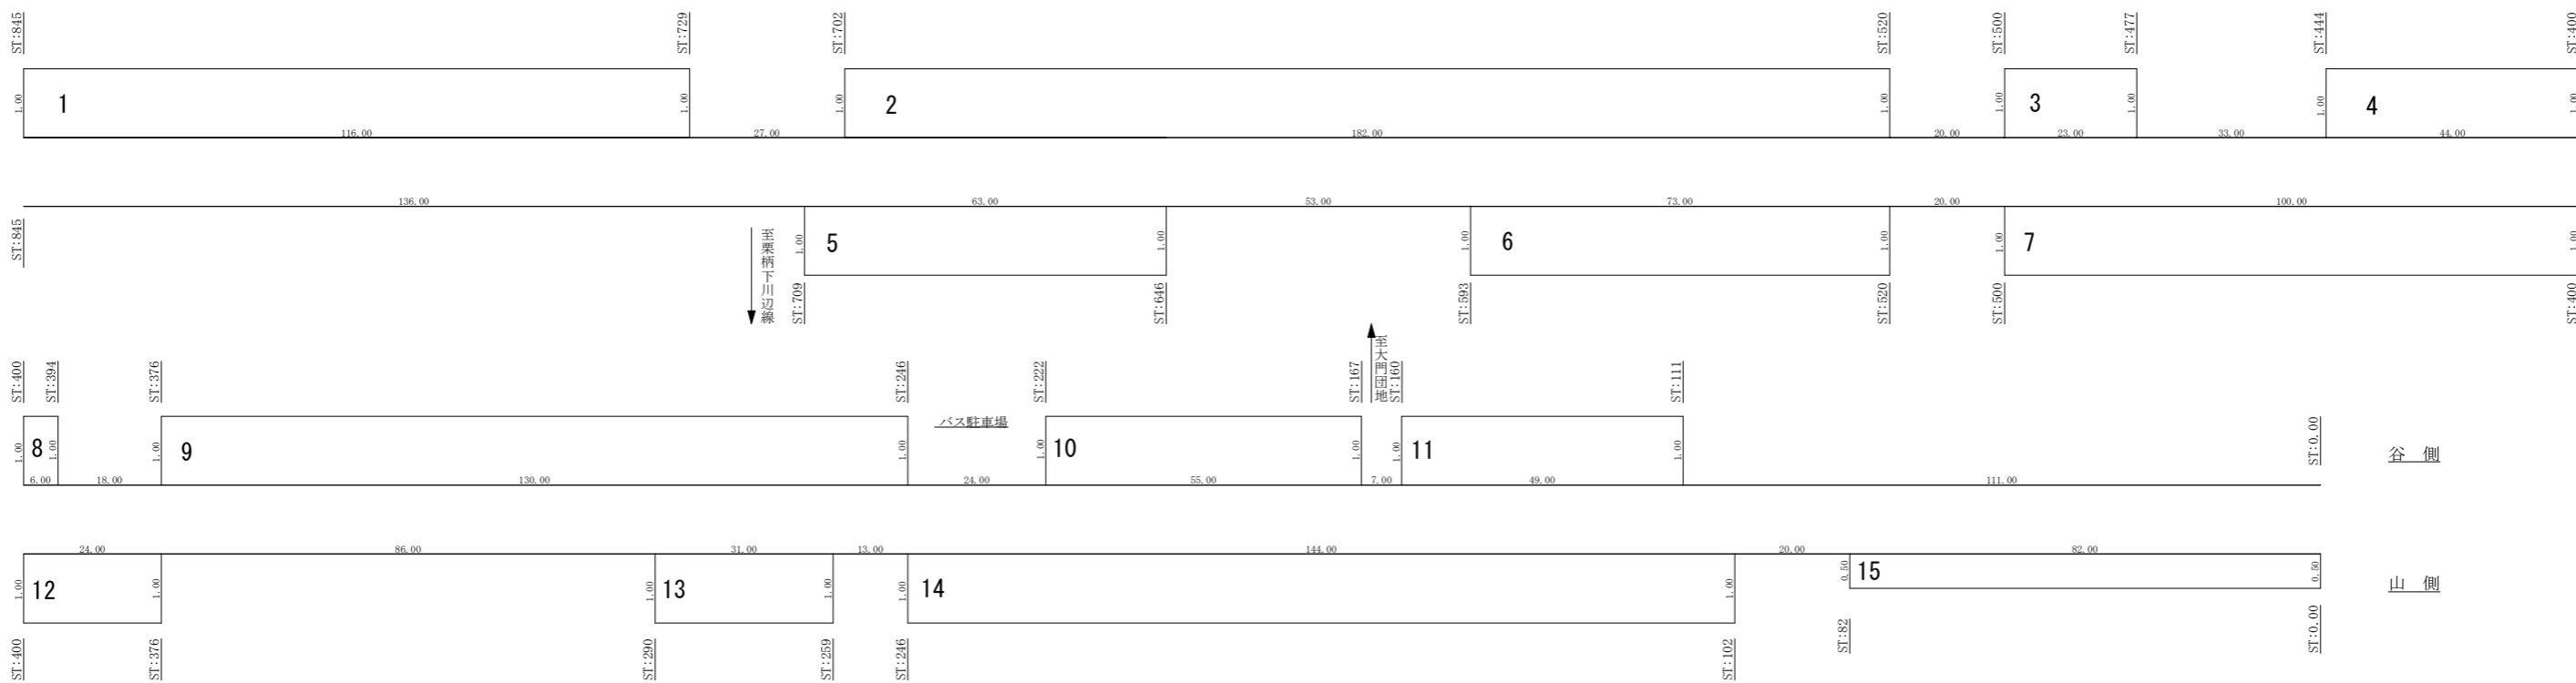 ST:845
ST:729
ST:702
ST:520
ST:500
ST:477
ST:444
ST:400
1.00
1
1.00
1.00
2
1.00
1.00
3
1.00
1.00
4
1.00
116.00
27.00
182.00
20.00
23.00
33.00
44.00
136.00
63.00
53.00
73.00
20.00
100.00
ST:845
至栗柄下川辺線
1.00
5
1.00
1.00
6
1.00
1.00
7
1.00
ST:709
ST:646
ST:593
ST:520
ST:500
ST:400
ST:400
ST:394
ST:376
ST:246
ST:222
ST:167
至大門団地
ST:160
ST:111
ST:0.00
1.00
8
1.00
1.00
9
1.00
バス駐車場
1.00
10
1.00
1.00
11
1.00
谷 側
6.00
18.00
130.00
24.00
55.00
7.00
49.00
111.00
24.00
86.00
31.00
13.00
144.00
20.00
82.00
1.00
12
1.00
1.00
13
1.00
1.00
14
1.00
0.50
15
0.50
山 側
ST:400
ST:376
ST:290
ST:259
ST:246
ST:102
ST:82
ST:0.00